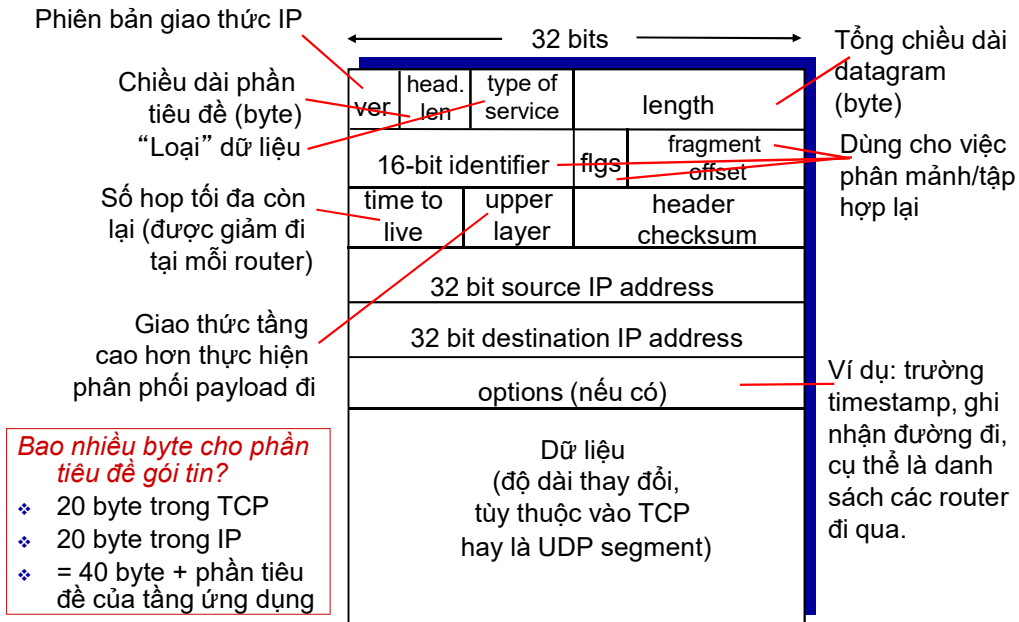 Phiên bản giao thức IP
32 bits
Tổng chiều dài
datagram
(byte)
Chiều dài phần
tiêu đề (byte)
“Loại” dữ liệu
ver
head.
len
type of
service
length
Dùng cho việc
phân mảnh/tập
hợp lại
16-bit identifier
flgs
fragment
offset
Số hop tối đa còn
lại (được giảm đi
tại mỗi router)
time to
live
upper
layer
header
checksum
32 bit source IP address
Giao thức tầng
cao hơn thực hiện
phân phối payload đi
32 bit destination IP address
options (nếu có)
Ví dụ: trường
timestamp, ghi
nhận đường đi,
cụ thể là danh
sách các router
đi qua.
Bao nhiều byte cho phần
tiêu đề gói tin?
❖ 20 byte trong TCP
❖ 20 byte trong IP
❖ = 40 byte + phần tiêu
đề của tầng ứng dụng
Dữ liệu
(độ dài thay đổi,
tùy thuộc vào TCP
hay là UDP segment)